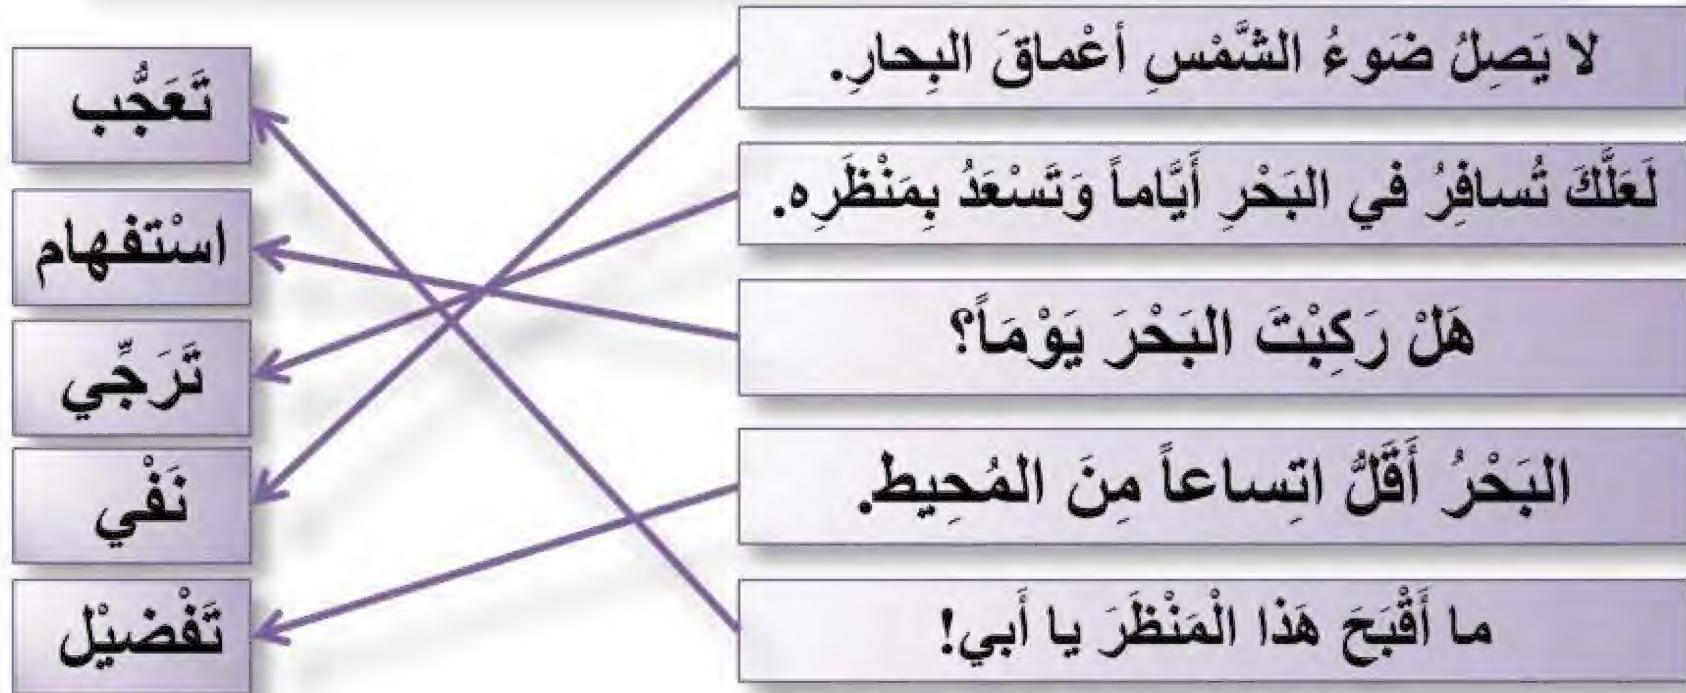 لا يَصِلُ ضَوءُ الشَّمْسِ أعْماقَ البِحارِ.
لَعَلَّكَ تُسافِرُ في البَحْرِ أَيَّاماً وَتَسْعَدُ بِمَنْظَرِه.
هَلْ رَكِبْتَ البَحْرَ يَوْمَاً؟
البَحْرُ أَقَلُّ اتِساعاً مِنَ المُحِيط.
ما أَقْبَحَ هَذا الْمَنْظَرَ يا أَبي!
تَعَجُّب
اسْتفهام
تَرَجِّي
نَفْي
تَفْضيْل